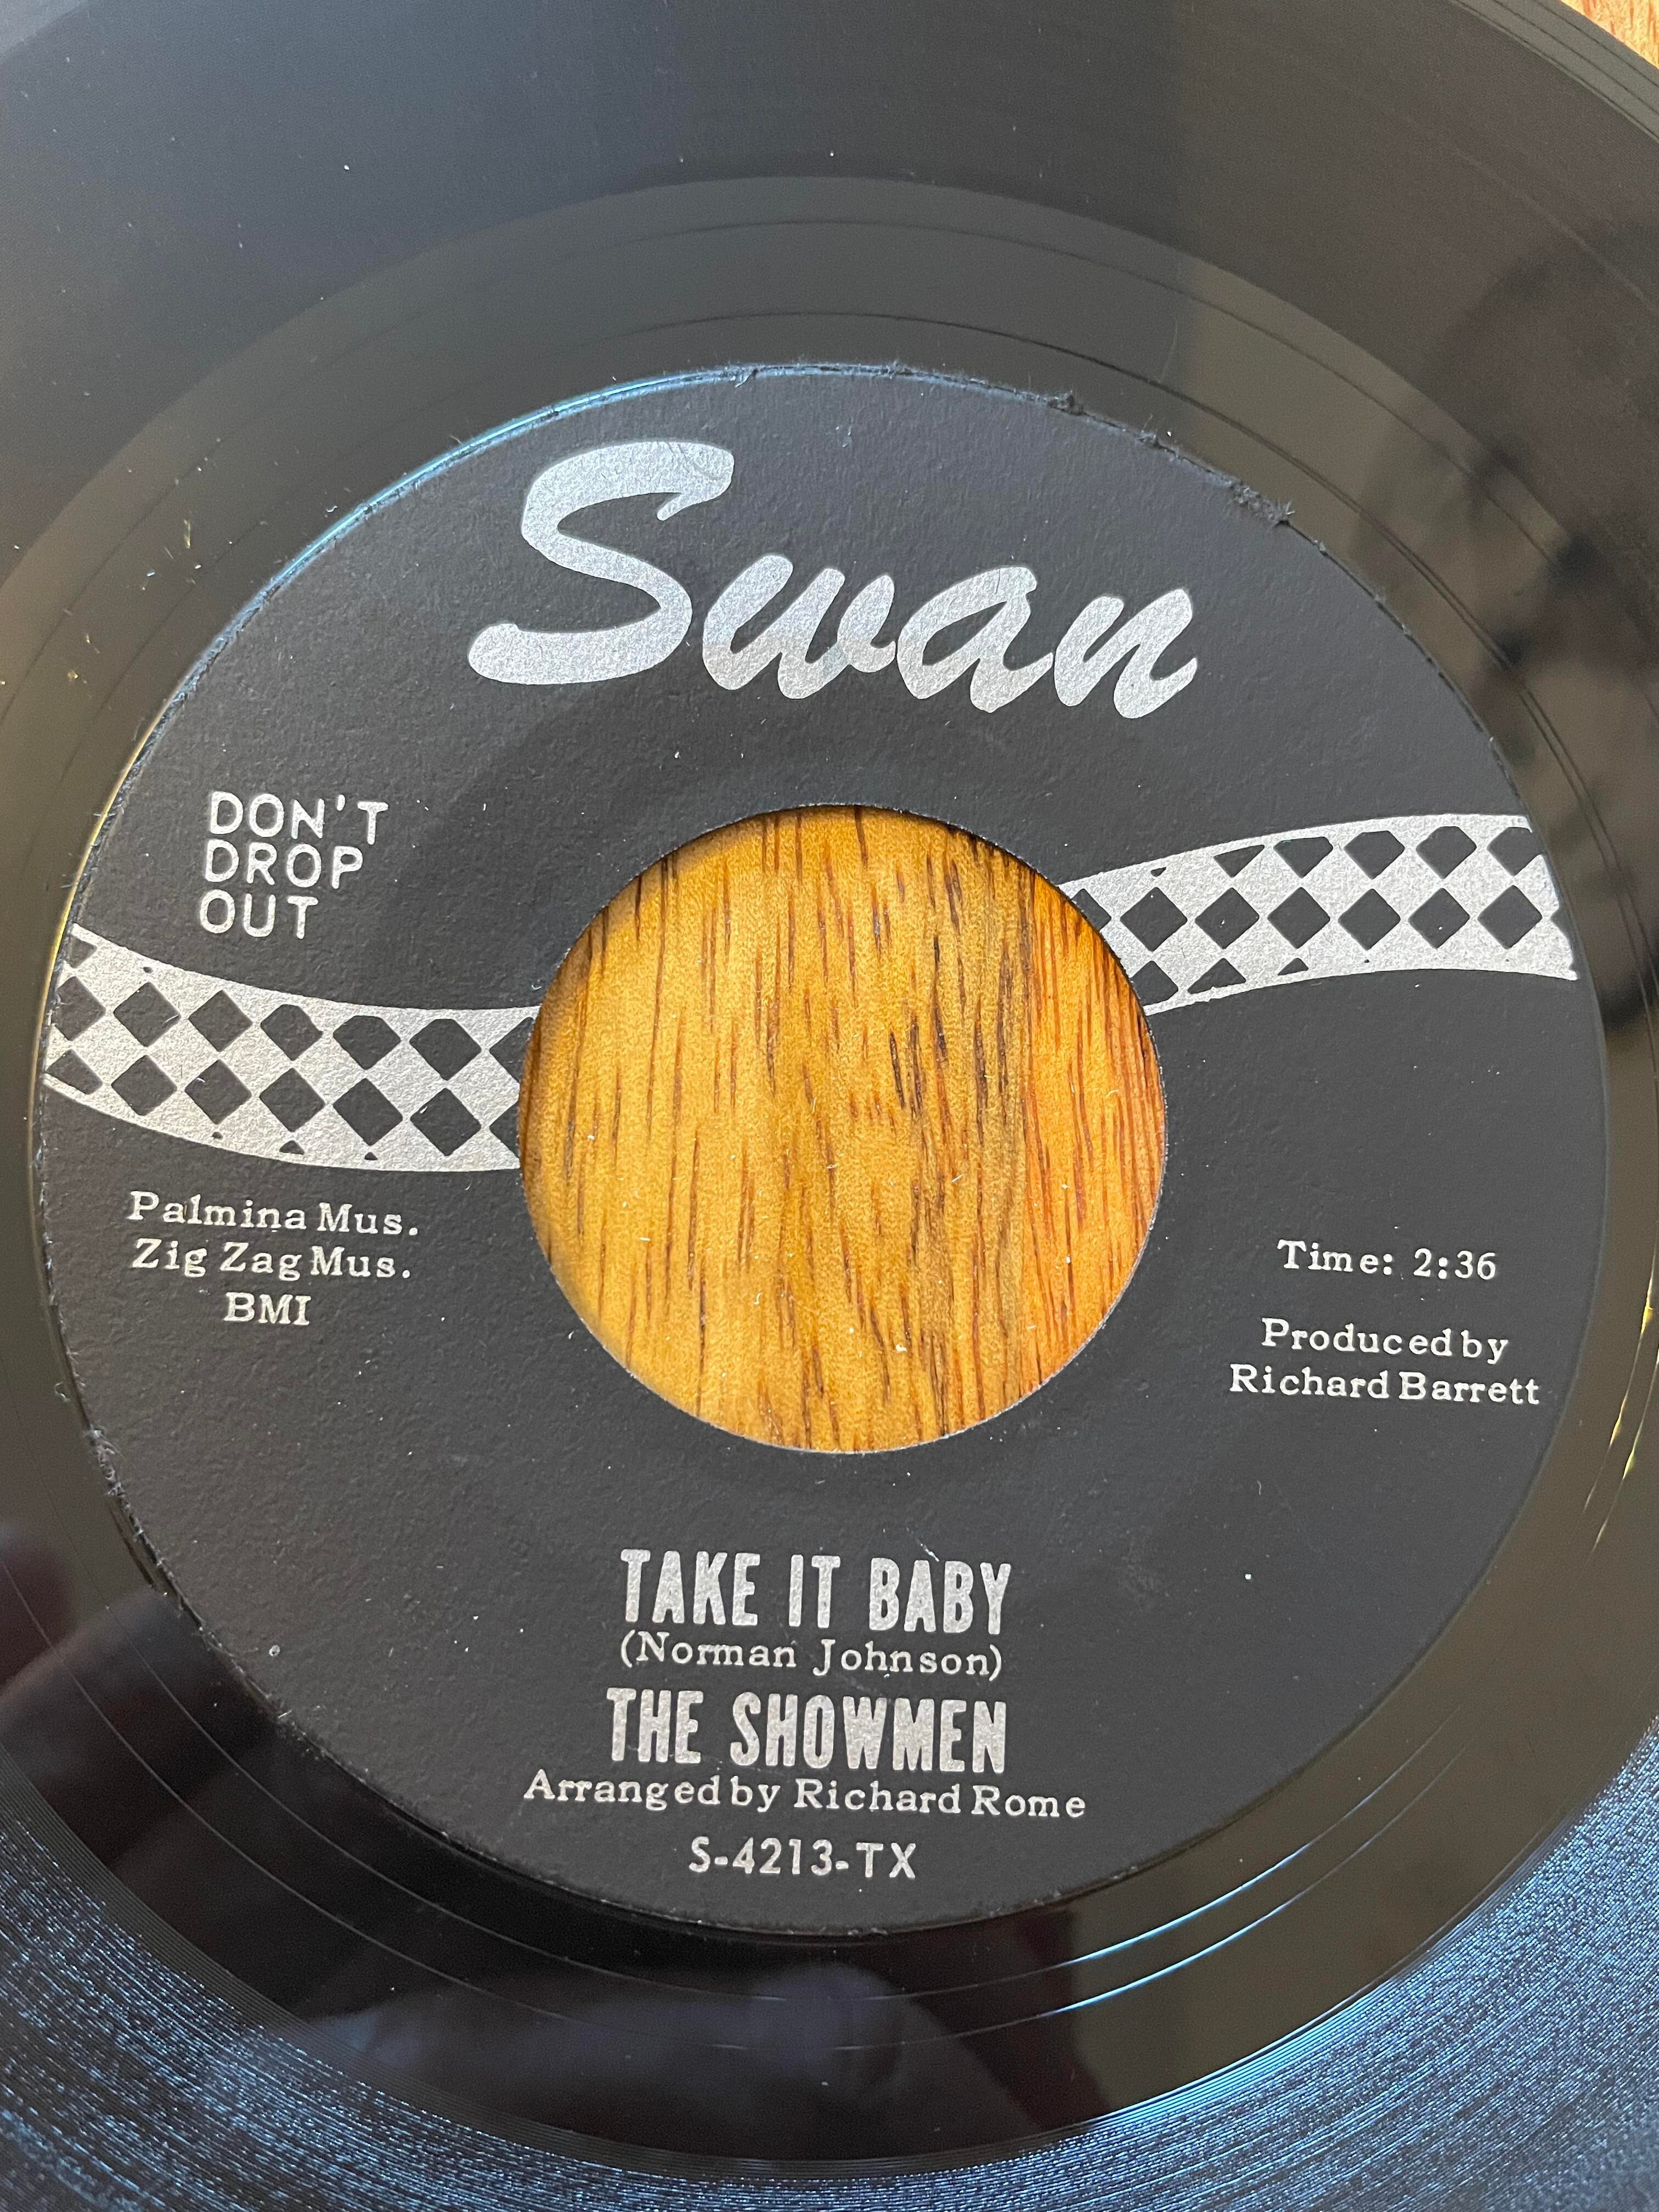 Swan
DON'T
DROP
OUT
Palmina Mus.
Zig Zag Mus.
BMI
Time: 2:36
Produced by
Richard Barrett
TAKE IT BABY
(Norman Johnson)
THE SHOWMEN
Arranged by Richard Rome
S-4213-TX